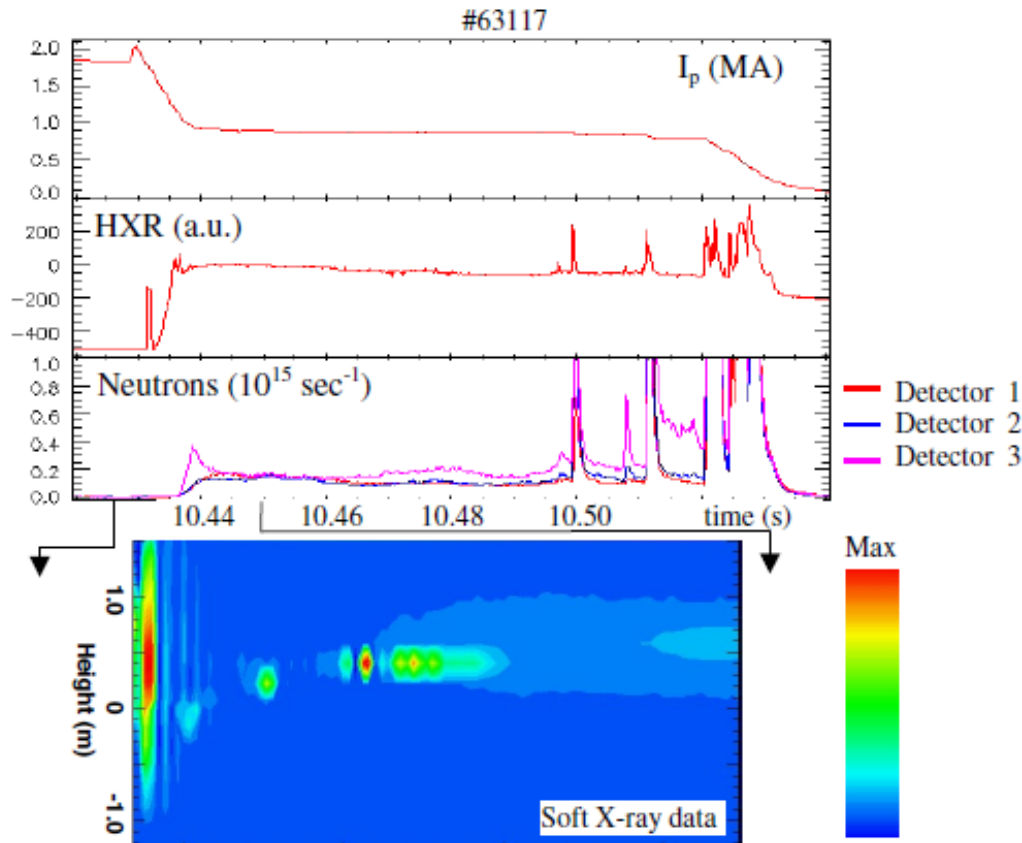 #63117
2.0
1.5
1.0
0.5
0.0
I_p (MA)
200
0
−200
−400
HXR (a.u.)
1.0
0.8
0.6
0.4
0.2
0.0
Neutrons (10^15 sec^-1)
Detector 1
Detector 2
Detector 3
10.44 10.46 10.48 10.50 time (s)
1.0
0
-1.0
Height (m)
Soft X-ray data
Max